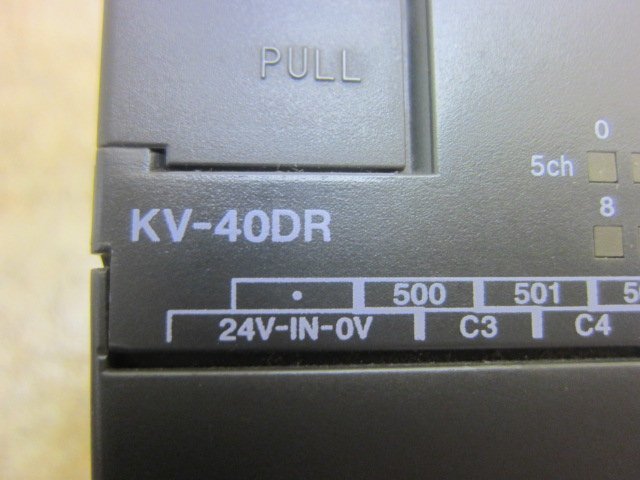 PULL
0
5ch
8
KV-40DR
• 500 501
24V-IN-0V C3 C4